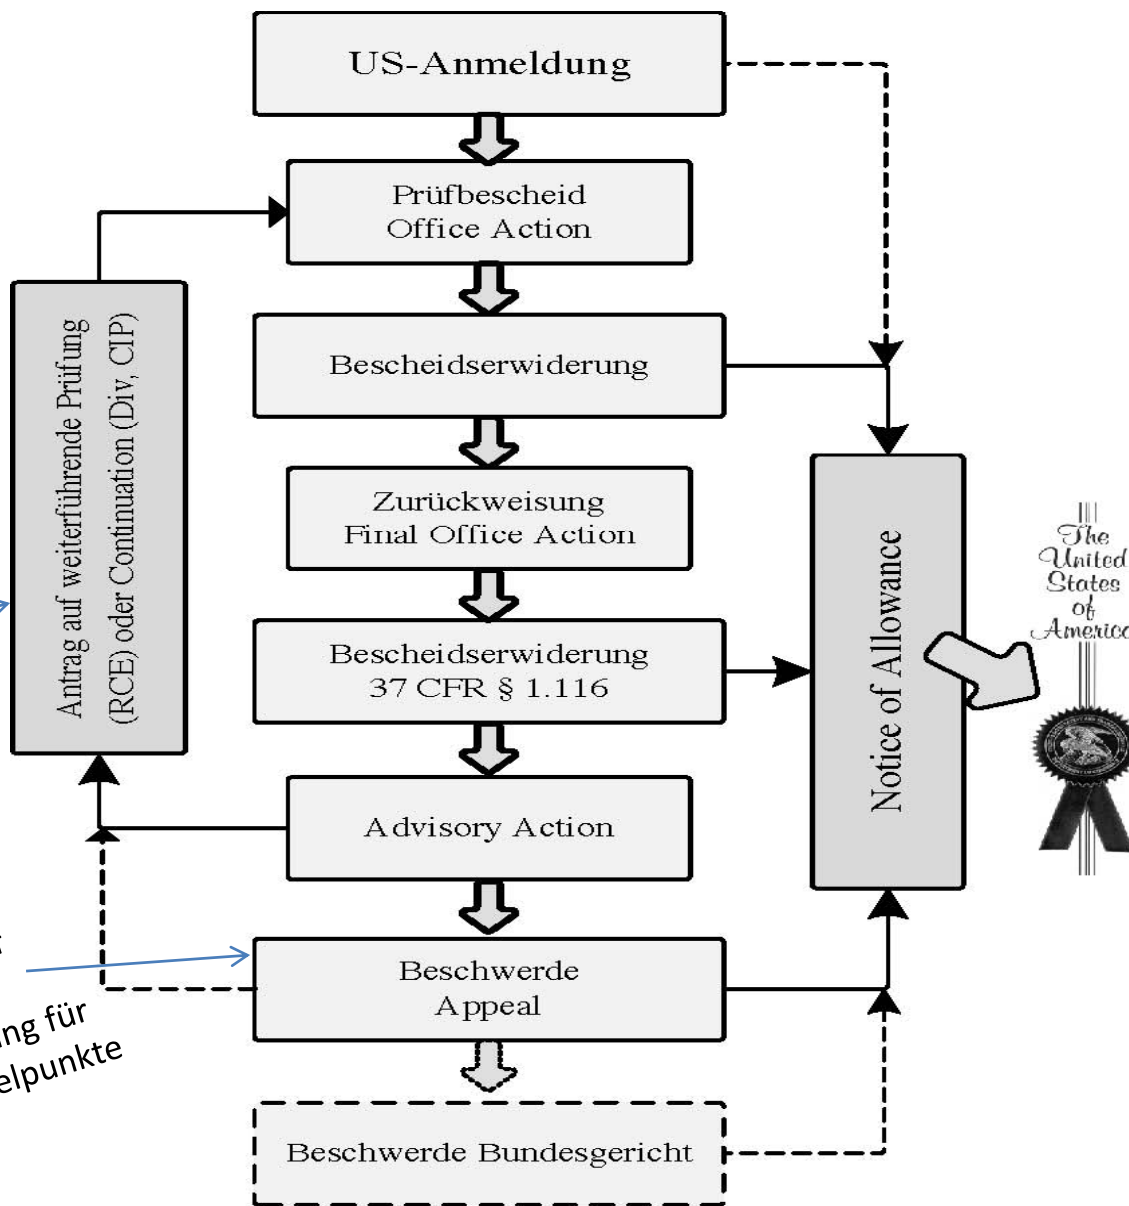 US-Anmeldung
Prüfbescheid
Office Action
Bescheidserwiderung
Zurückweisung
Final Office Action
Bescheidserwiderung
37 CFR § 1.116
Advisory Action
Beschwerde
Appeal
Beschwerde Bundesgericht
Antrag auf weiterführende Prüfung
(RCE) oder Continuation (Div, CIP)
Notice of Allowance
The
United
States
of
America
für